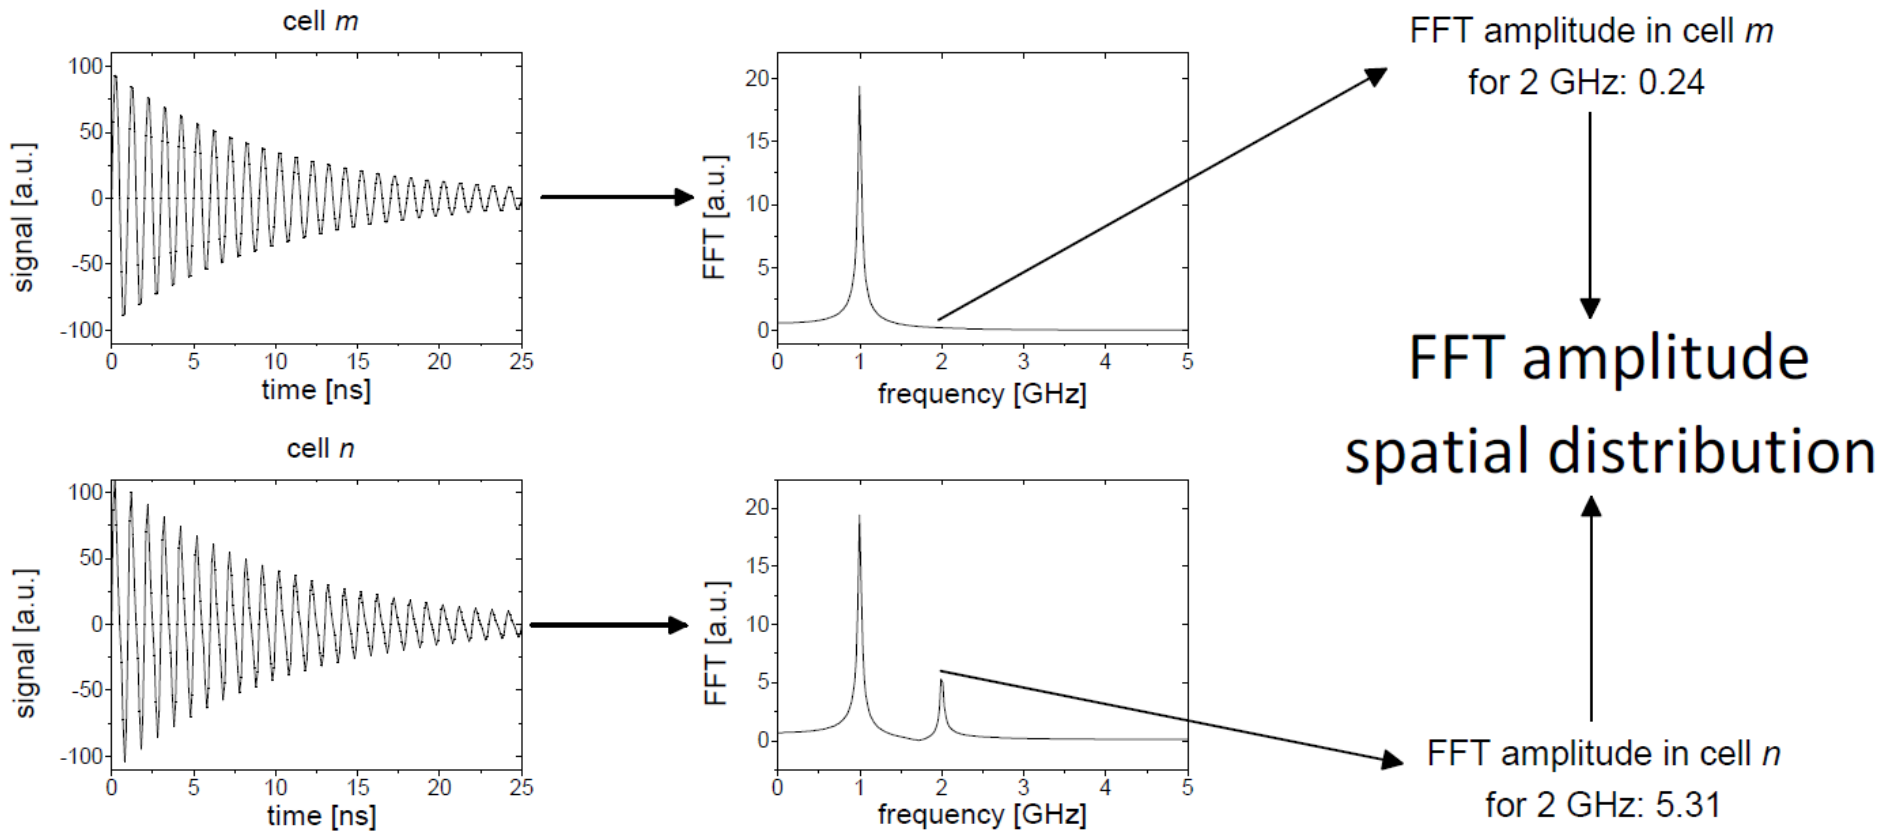 cell m
100
50
0
-50
-100
signal [a.u.]
0 5 10 15 20 25
time [ns]
20
15
10
5
0
FFT [a.u.]
0 1 2 3 4 5
frequency [GHz]
FFT amplitude in cell m
for 2 GHz: 0.24
FFT amplitude
spatial distribution
cell n
100
50
0
-50
-100
signal [a.u.]
0 5 10 15 20 25
time [ns]
20
15
10
5
0
FFT [a.u.]
0 1 2 3 4 5
frequency [GHz]
FFT amplitude in cell n
for 2 GHz: 5.31